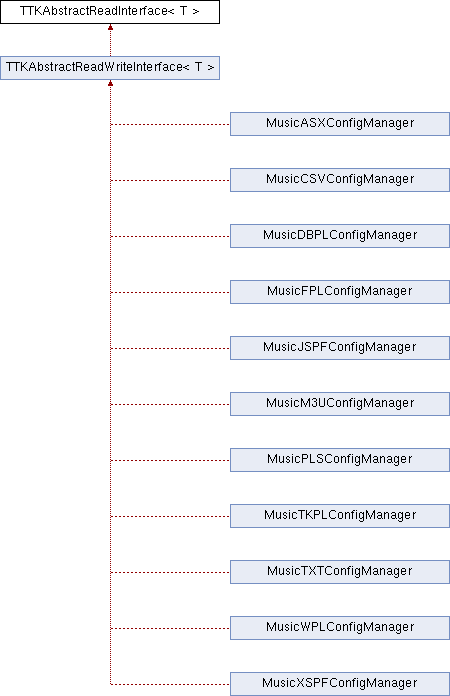 TTKAbstractReadInterface< T >
TTKAbstractReadWriteInterface< T >
MusicASXConfigManager
MusicCSVConfigManager
MusicDBPLConfigManager
MusicFPLConfigManager
MusicJSPFConfigManager
MusicM3UConfigManager
MusicPLSConfigManager
MusicTKPLConfigManager
MusicTXTConfigManager
MusicWPLConfigManager
MusicXSPFConfigManager